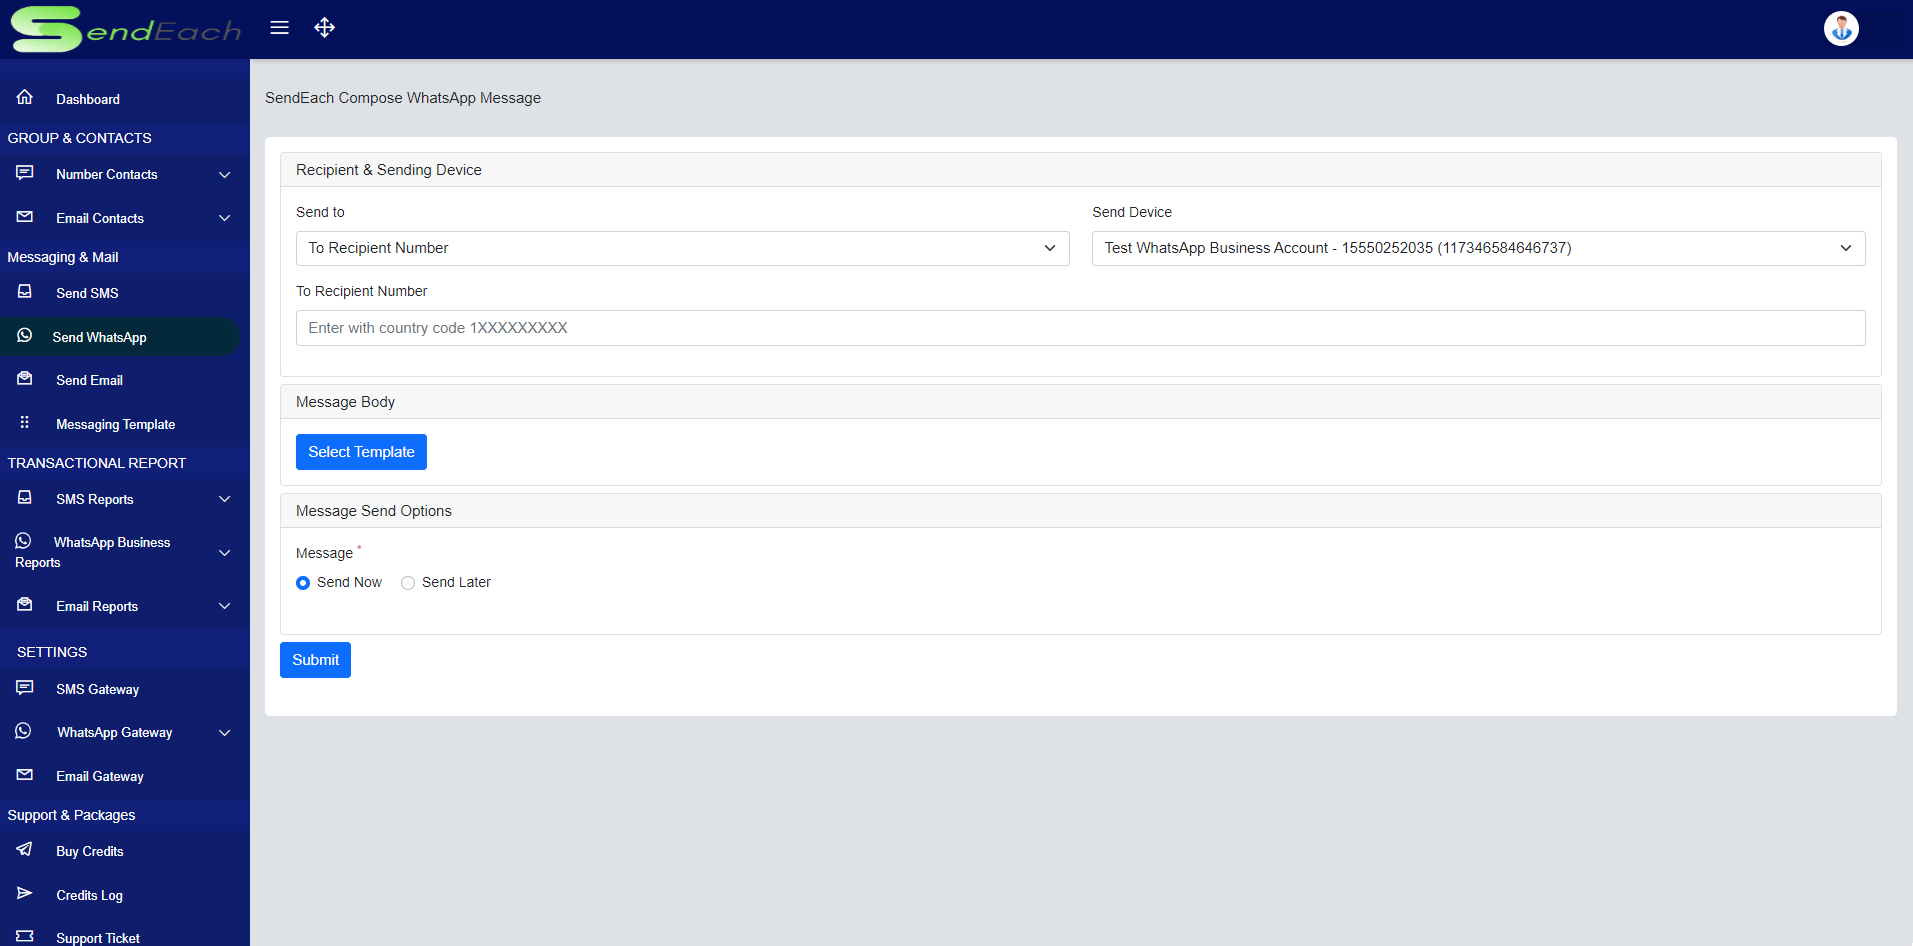 SendEach
Dashboard
GROUP & CONTACTS
Number Contacts
Email Contacts
Messaging & Mail
Send SMS
Send WhatsApp
Send Email
Messaging Template
TRANSACTIONAL REPORT
SMS Reports
WhatsApp Business
Reports
Email Reports
SETTINGS
SMS Gateway
WhatsApp Gateway
Email Gateway
Support & Packages
Buy Credits
Credits Log
Support Ticket
SendEach Compose WhatsApp Message
Recipient & Sending Device
Send to
Send Device
To Recipient Number
Test WhatsApp Business Account - 15550252035 (117346584646737)
To Recipient Number
Enter with country code 1XXXXXXXXX
Message Body
Select Template
Message Send Options
Message *
Send Now
Send Later
Submit